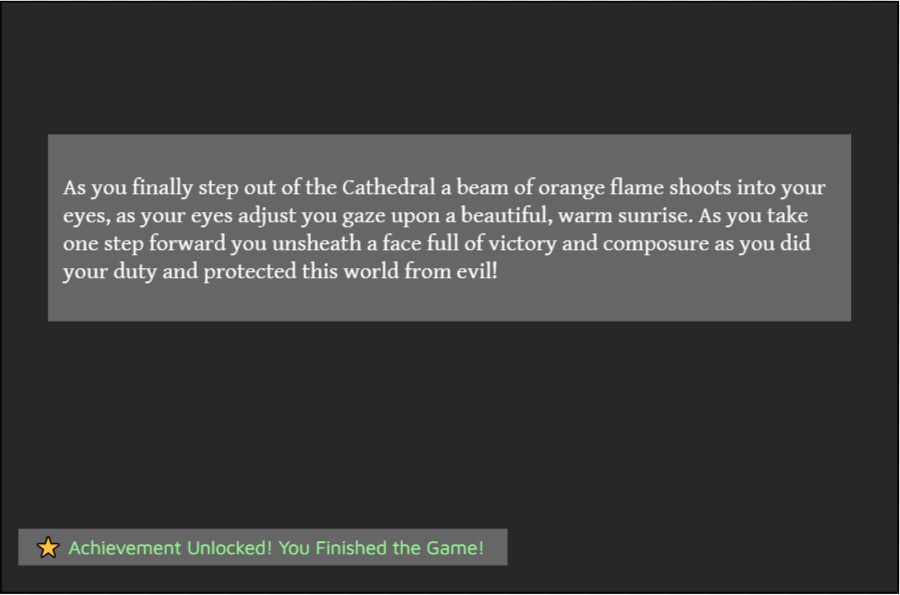 As you finally step out of the Cathedral a beam of orange flame shoots into your
eyes, as your eyes adjust you gaze upon a beautiful, warm sunrise. As you take
one step forward you unsheath a face full of victory and composure as you did
your duty and protected this world from evil!
Achievement Unlocked! You Finished the Game!